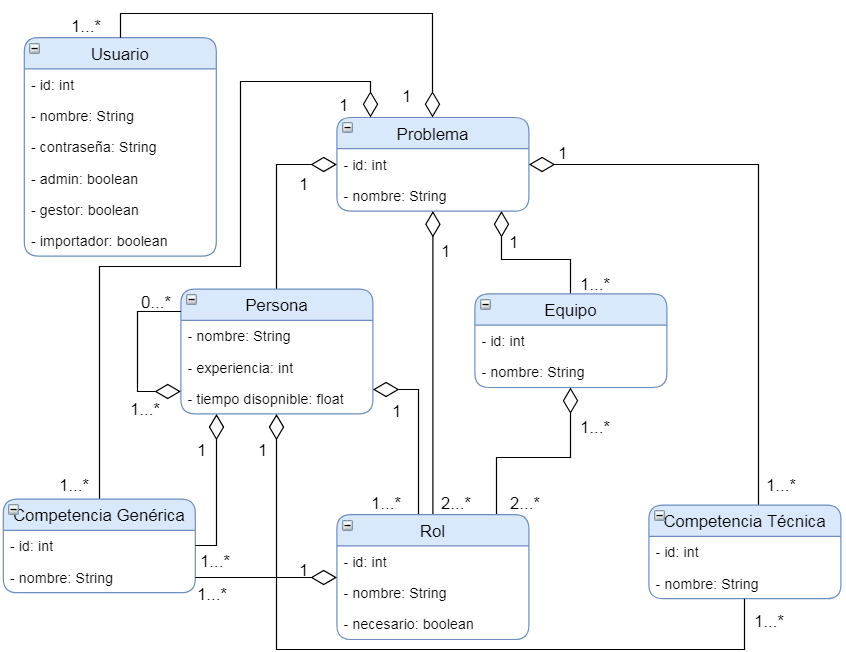 1...*
Usuario
- id: int
- nombre: String
- contraseña: String
- admin: boolean
- gestor: boolean
- importador: boolean
1
1
Problema
- id: int
- nombre: String
1
1
1
1
Persona
- nombre: String
- experiencia: int
- tiempo disopnible: float
0...*
1...*
1...*
Equipo
- id: int
- nombre: String
1
1
1
1...*
1...*
Competencia Genérica
- id: int
- nombre: String
1...*
1...*
1
1...*
2...*
2...*
Rol
- id: int
- nombre: String
- necesario: boolean
1...*
Competencia Técnica
- id: int
- nombre: String
1...*